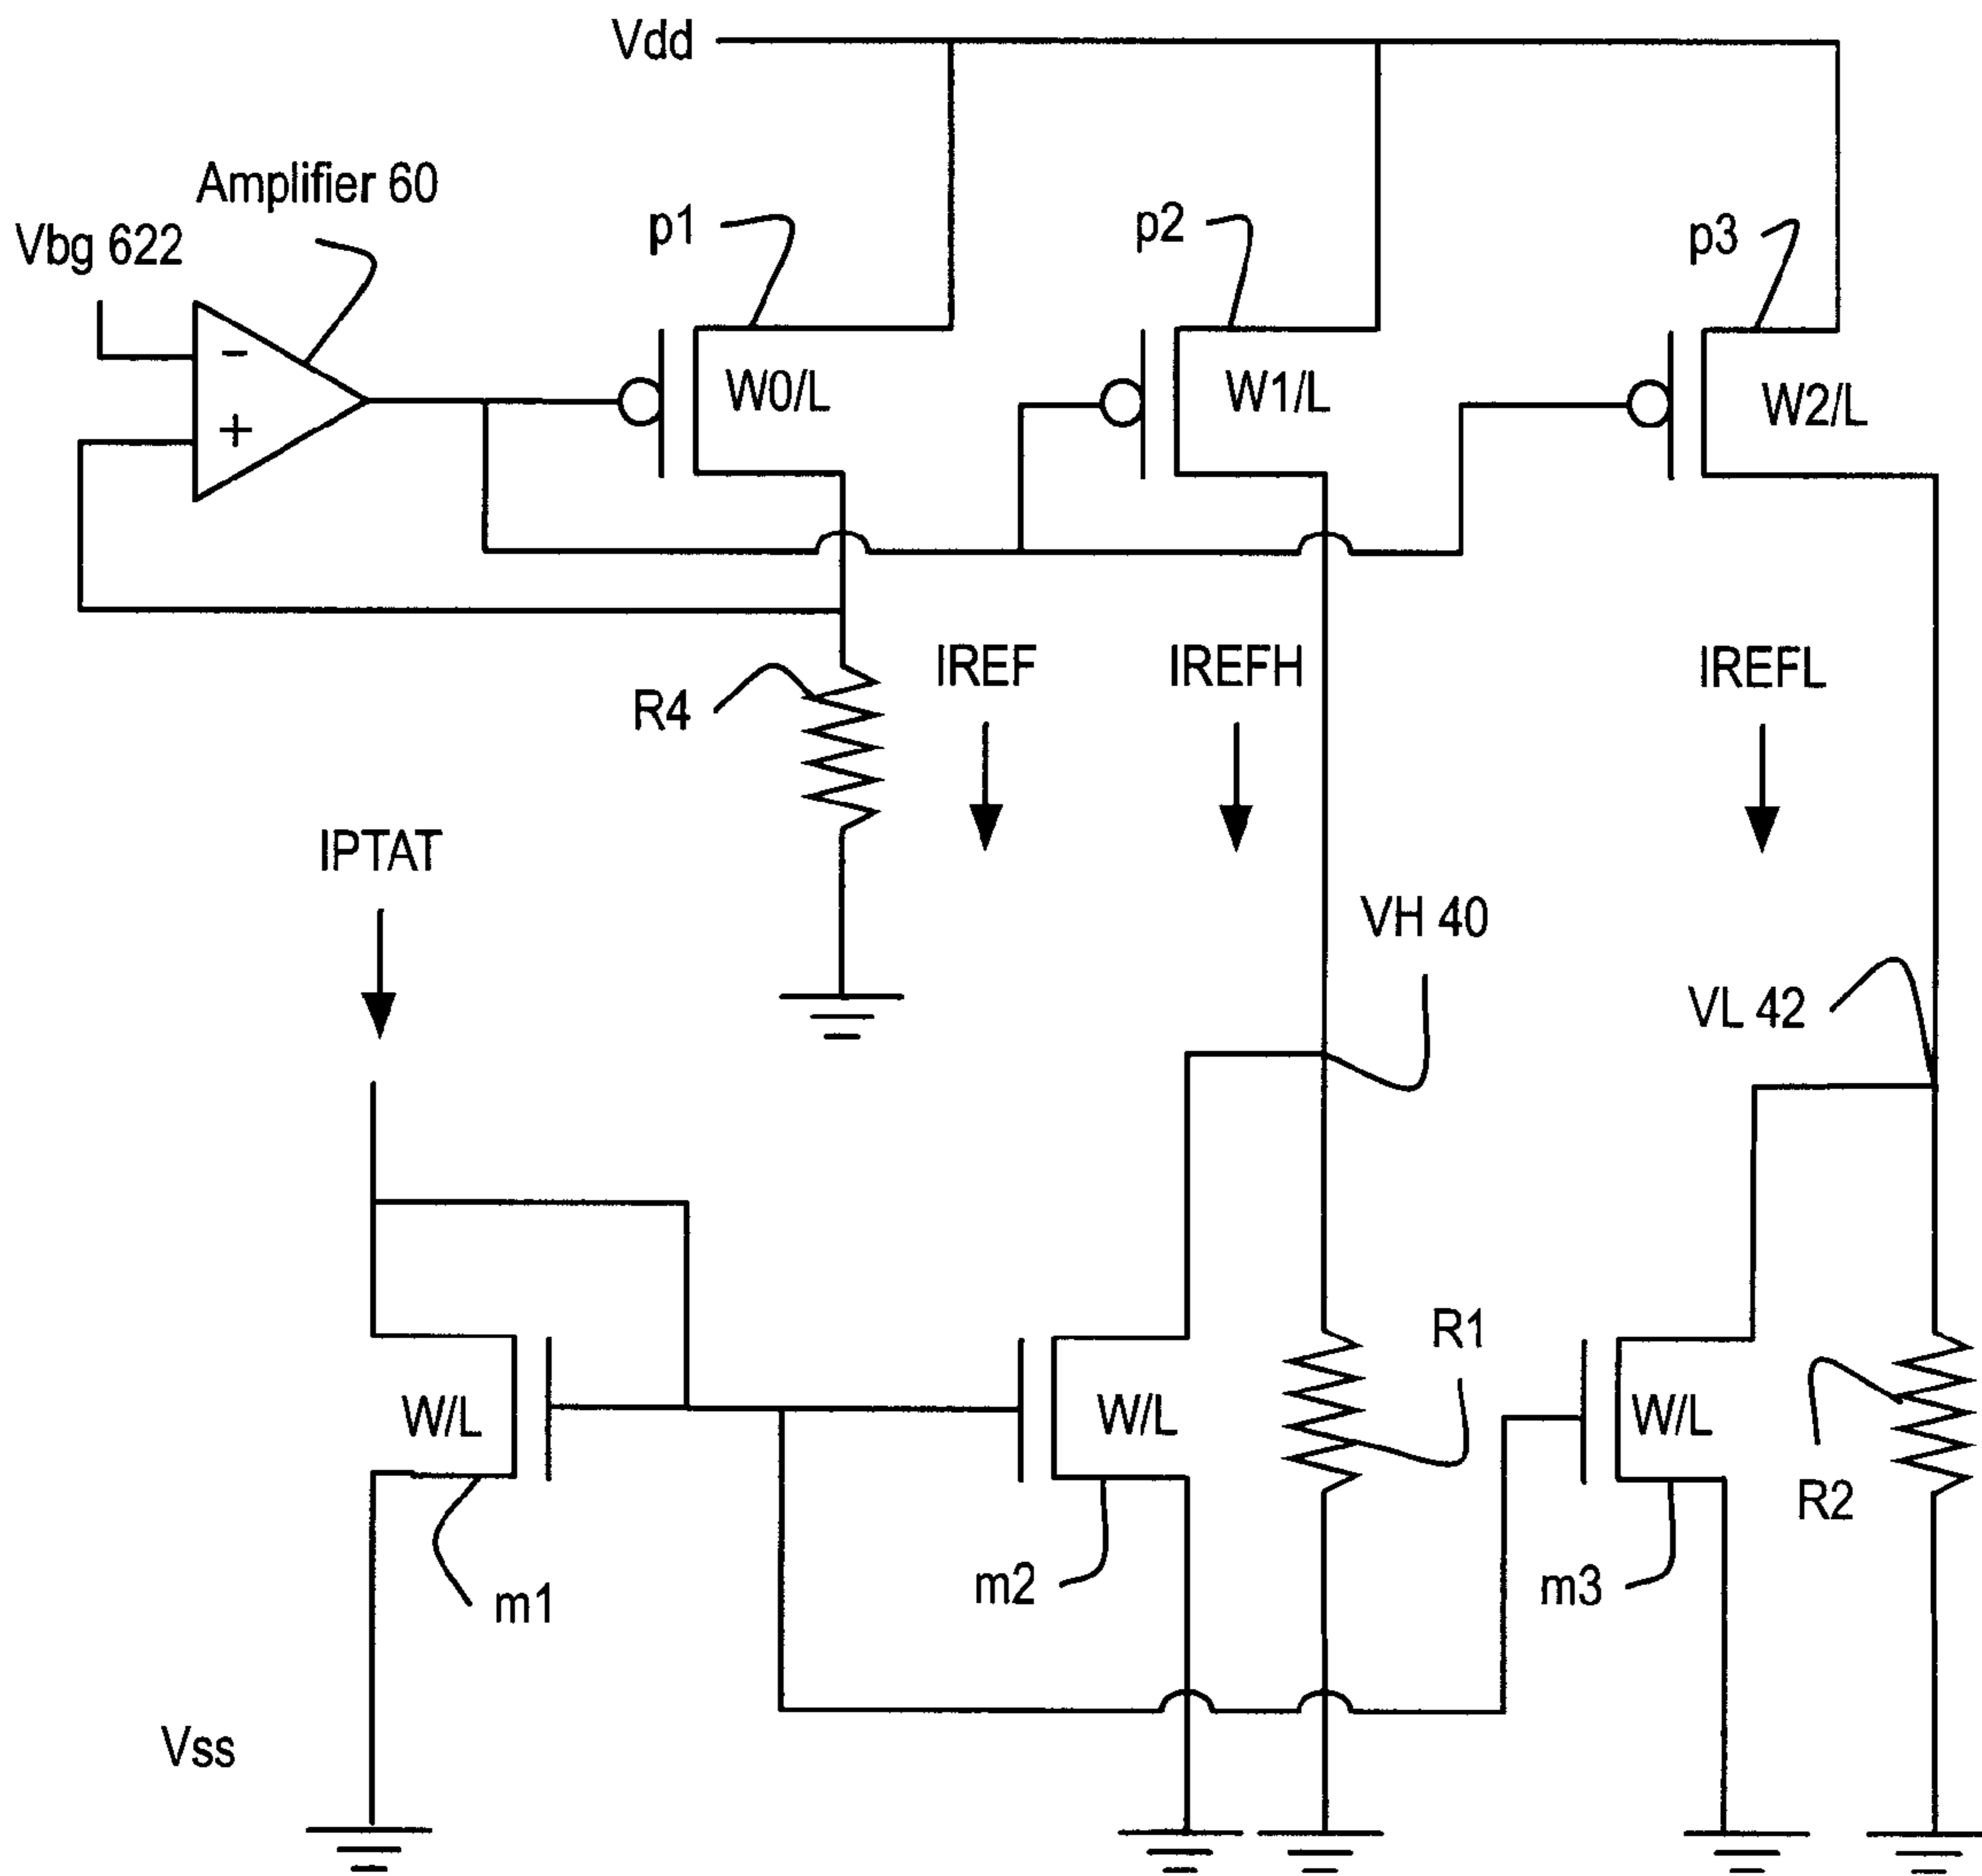 Vdd
Amplifier 60
Vbg 622
p1
p2
p3
-
+
W0/L
W1/L
W2/L
R4
IREF
IREFH
IREFL
IPTAT
VH 40
VL 42
R1
W/L
W/L
W/L
R2
m1
m2
m3
Vss